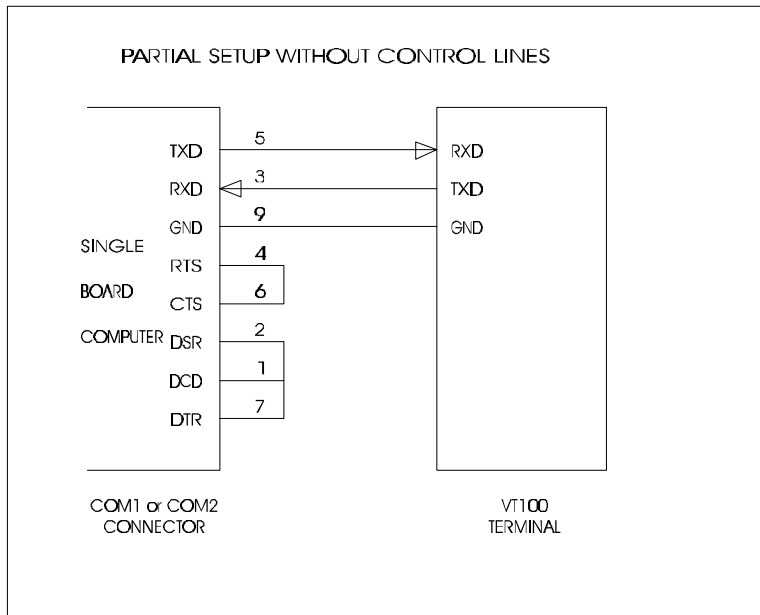 PARTIAL SETUP WITHOUT CONTROL LINES
TXD 5 RXD
RXD 3 TXD
GND 9 GND
SINGLE
BOARD
COMPUTER
RTS 4
CTS 6
DSR 2
DCD 1
DTR 7
COM1 or COM2
CONNECTOR
VT100
TERMINAL